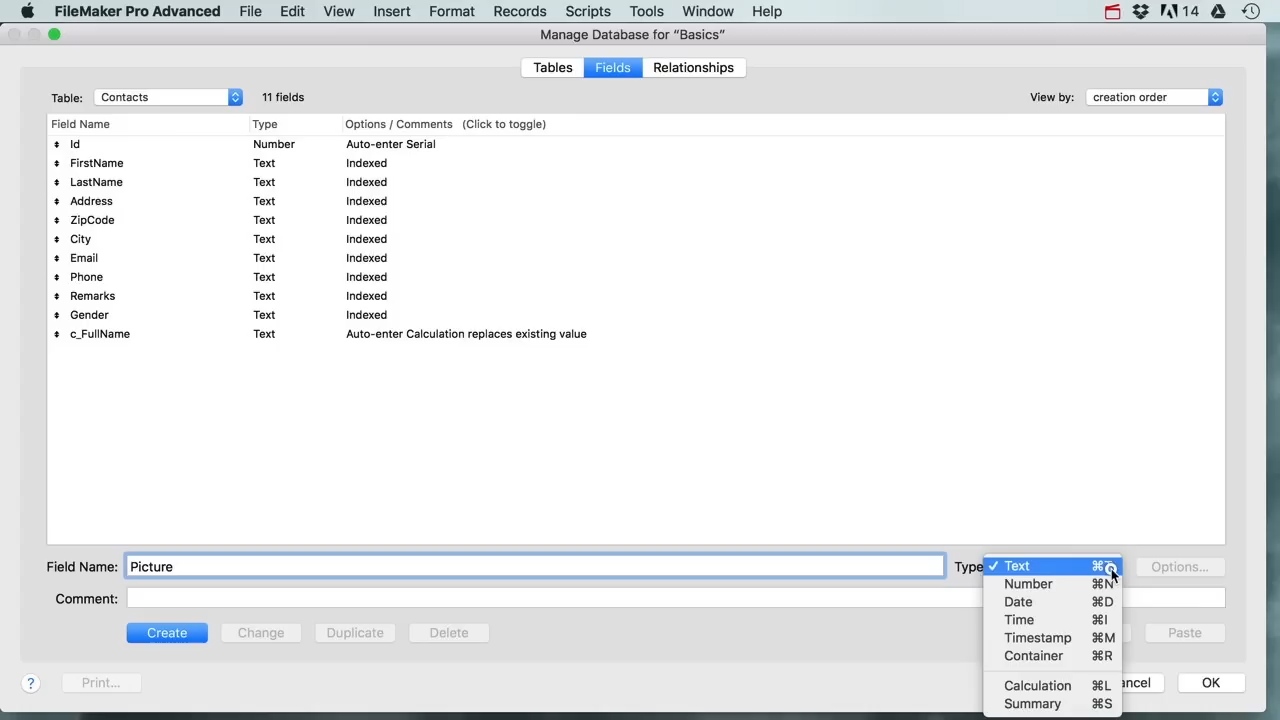 FileMaker Pro Advanced File Edit View Insert Format Records Scripts Tools Window Help 14
Manage Database for “Basics”
Tables Fields Relationships
Table: Contacts 11 fields View by: creation order
Field Name Type Options / Comments (Click to toggle)
Id Number Auto-enter Serial
FirstName Text Indexed
LastName Text Indexed
Address Text Indexed
ZipCode Text Indexed
City Text Indexed
Email Text Indexed
Phone Text Indexed
Remarks Text Indexed
Gender Text Indexed
c_FullName Text Auto-enter Calculation replaces existing value
Field Name: Picture Type ✓ Text Options...
Number ⌘N
Comment: Date ⌘D
Time ⌘I
Create Change Duplicate Delete Timestamp ⌘M Paste
Container ⌘R
? Print... Calculation ⌘L ancel OK
Summary ⌘S